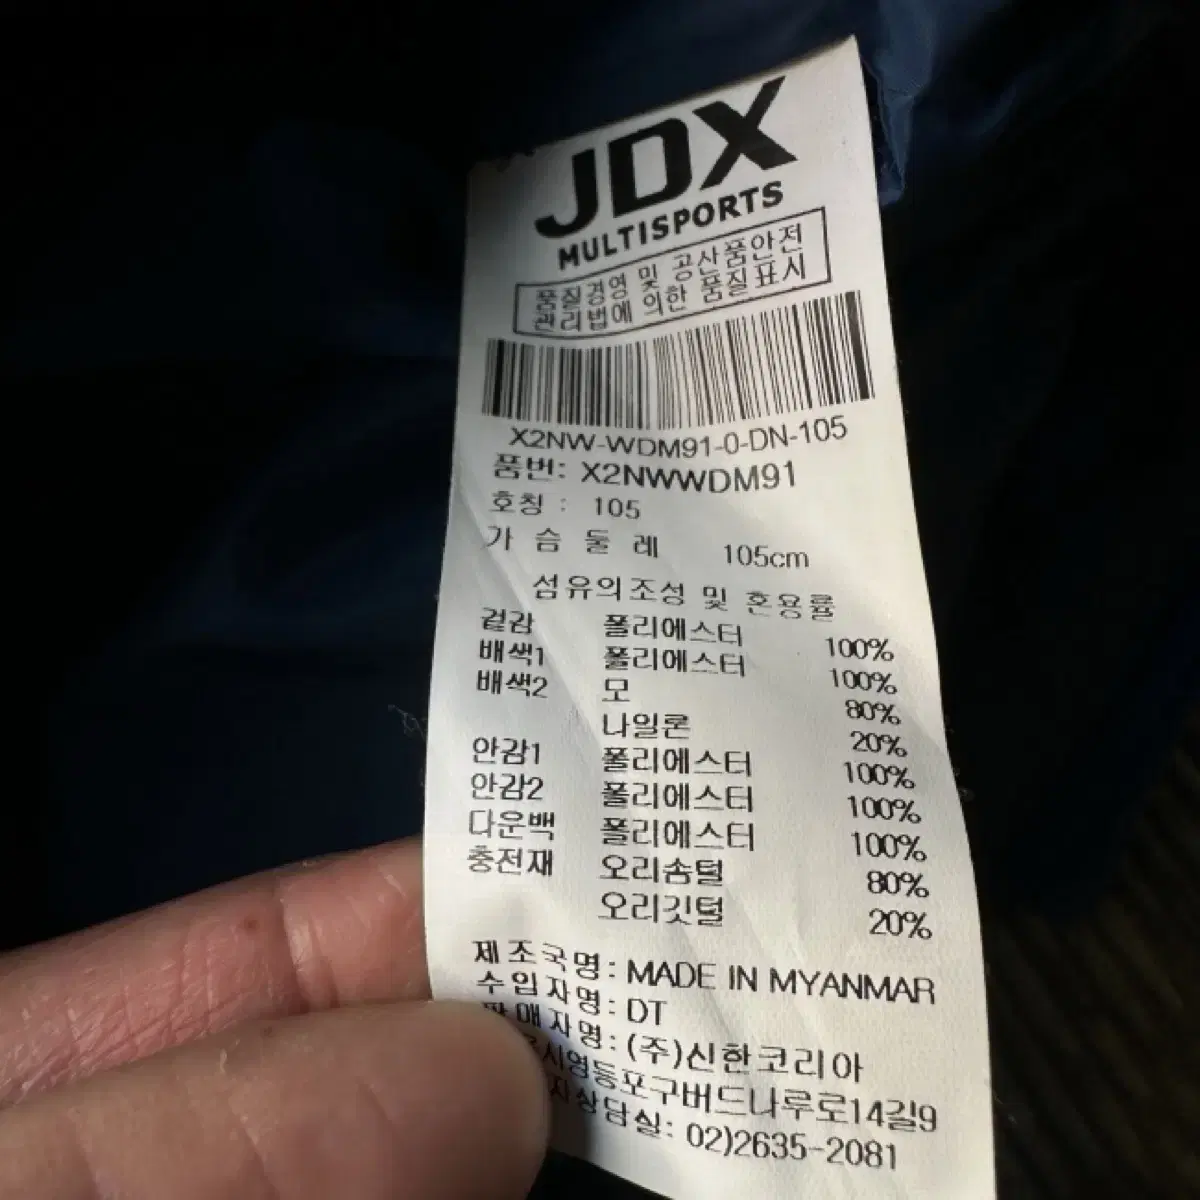 JDX
MULTISPORTS
품질경영 및 공산품안전
관리법에 의한 품질표시
X2NW-WDM91-0-DN-105
품번: X2NWWDM91
호칭 : 105
가 슴 둘 레 105cm
섬유의조성 및 혼용률
겉감 폴리에스터 100%
배색1 폴리에스터 100%
배색2 모 80%
나일론 20%
안감1 폴리에스터 100%
안감2 폴리에스터 100%
다운백 폴리에스터 100%
충전재 오리솜털 80%
오리깃털 20%
제조국명: MADE IN MYANMAR
수입자명: DT
판매자명: (주)신한코리아
시영등포구버드나루로14길9
자상담실: 02)2635-2081